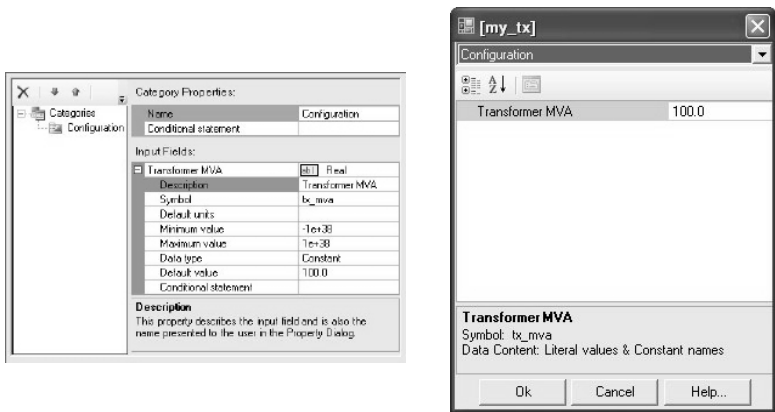 Category Properties:
Categories
Configuration
Name Configuration
Conditional statement
Input Fields:
Transformer MVA ab| Real
Description Transformer MVA
Symbol tx_mva
Default units
Minimum value -1e+38
Maximum value 1e+38
Data type Constant
Default value 100.0
Conditional statement
Description
This property describes the input field and is also the
name presented to the user in the Property Dialog.
[my_tx]
Configuration
Transformer MVA 100.0
Transformer MVA
Symbol: tx_mva
Data Content: Literal values & Constant names
Ok Cancel Help...